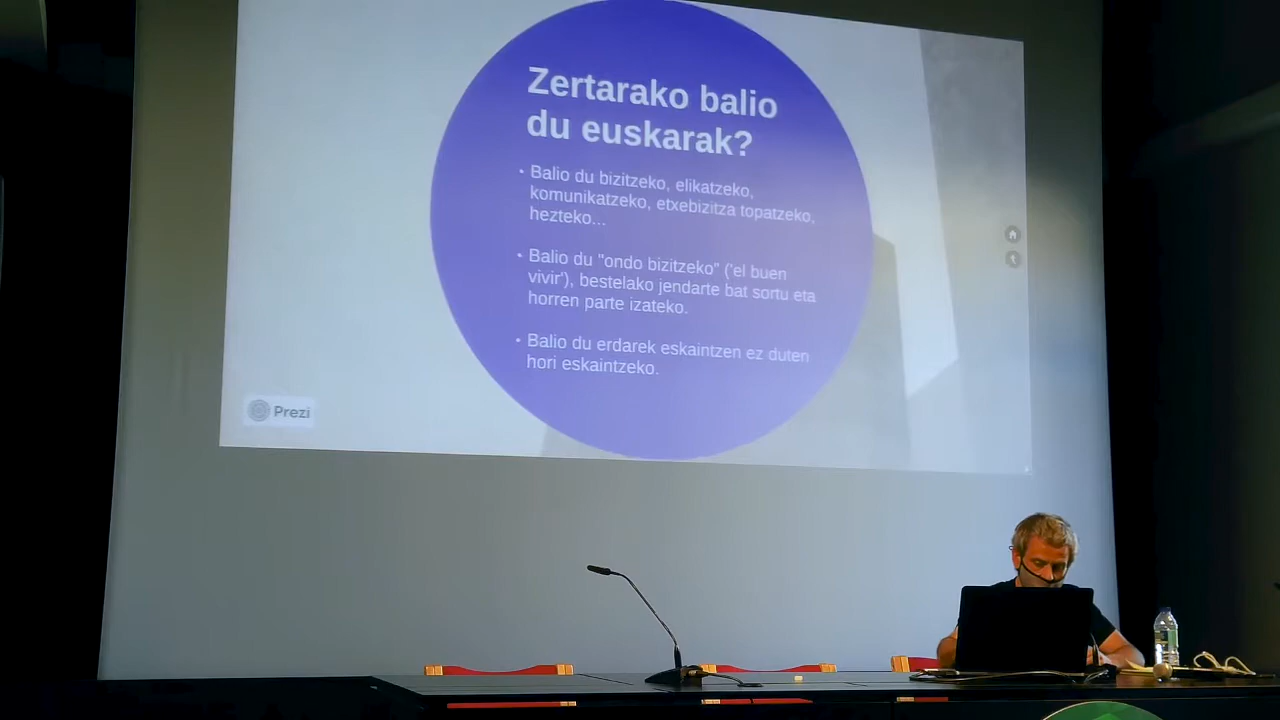 Zertarako balio
du euskarak?
• Balio du bizitzeko, elikatzeko,
komunikatzeko, etxebizitza topatzeko,
hezteko...
• Balio du "ondo bizitzeko" ('el buen
vivir'), bestelako jendarte bat sortu eta
horren parte izateko.
• Balio du erdarek eskaintzen ez duten
hori eskaintzeko.
Prezi